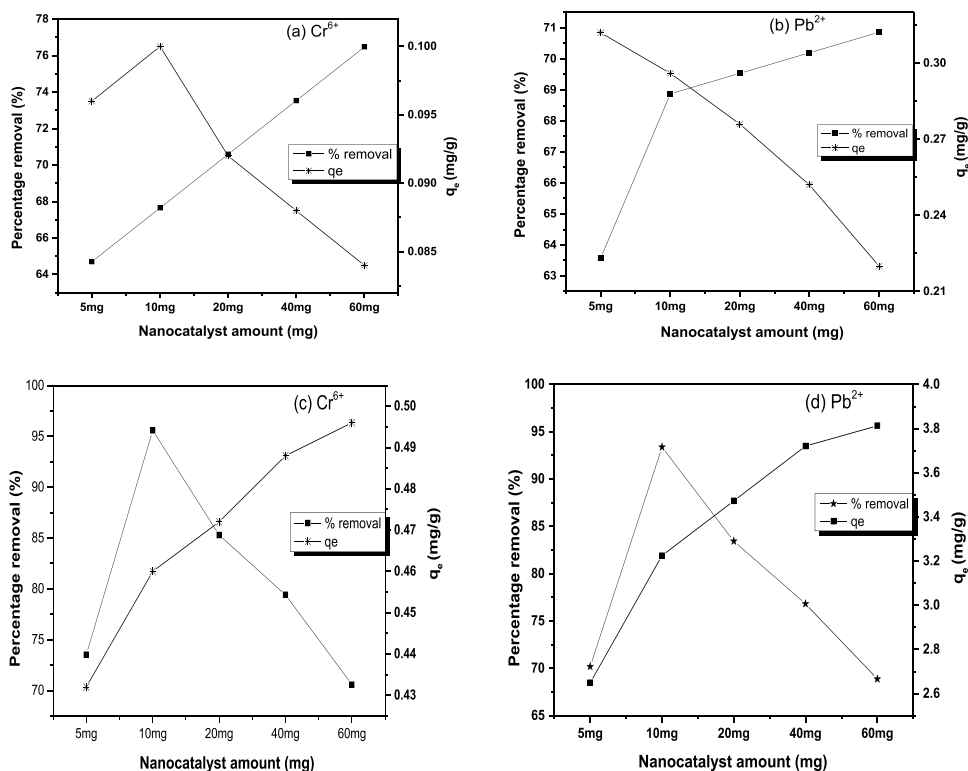 (a) Cr6+
78
76
74
72
70
68
66
64
0.100
0.095
0.090
0.085
Percentage removal (%)
qe (mg/g)
% removal
qe
5mg 10mg 20mg 40mg 60mg
Nanocatalyst amount (mg)
(b) Pb2+
71
70
69
68
67
66
65
64
63
0.30
0.27
0.24
0.21
Percentage removal (%)
qe (mg/g)
% removal
qe
5mg 10mg 20mg 40mg 60mg
Nanocatalyst amount (mg)
(c) Cr6+
100
95
90
85
80
75
70
0.50
0.49
0.48
0.47
0.46
0.45
0.44
0.43
Percentage removal (%)
qe (mg/g)
% removal
qe
5mg 10mg 20mg 40mg 60mg
Nanocatalyst amount (mg)
(d) Pb2+
100
95
90
85
80
75
70
65
4.0
3.8
3.6
3.4
3.2
3.0
2.8
2.6
Percentage removal (%)
qe (mg/g)
% removal
qe
5mg 10mg 20mg 40mg 60mg
Nanocatalyst amount (mg)